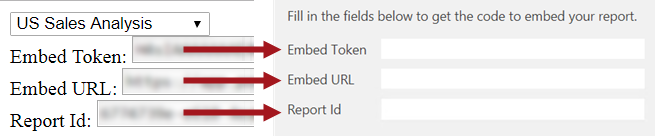 US Sales Analysis
Embed Token:
Embed URL:
Report Id:
Fill in the fields below to get the code to embed your report.
Embed Token
Embed URL
Report Id